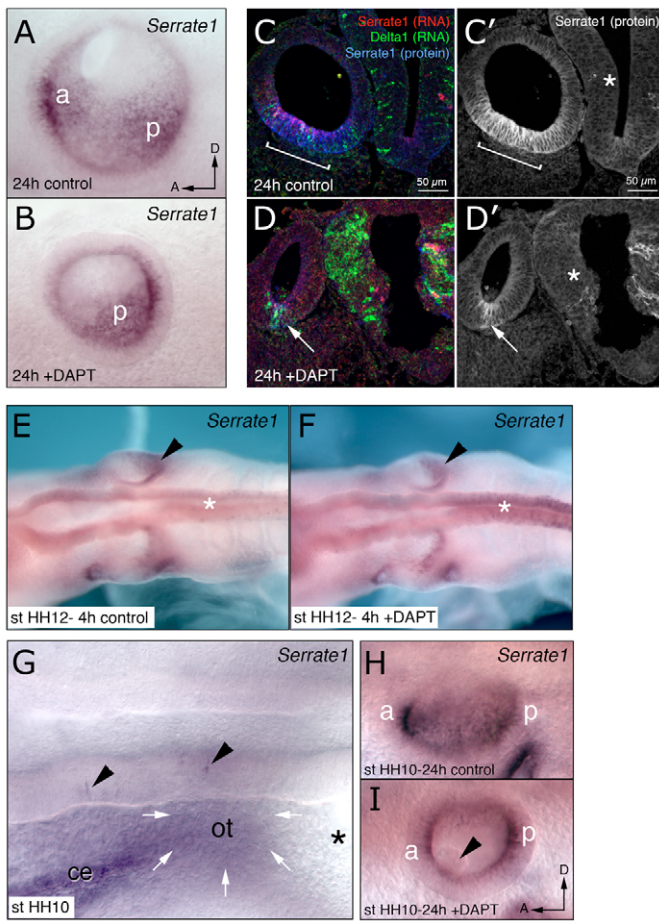 A
Serrate1
a
p
24h control
D
A
B
Serrate1
p
24h +DAPT
C
Serrate1 (RNA)
Delta1 (RNA)
Serrate1 (protein)
24h control
50 µm
C′
Serrate1 (protein)
*
50 µm
D
24h +DAPT
D′
*
E
Serrate1
*
st HH12- 4h control
F
Serrate1
*
st HH12- 4h +DAPT
G
Serrate1
ot
*
ce
st HH10
H
Serrate1
a
p
st HH10-24h control
I
a
p
D
A
st HH10-24h +DAPT